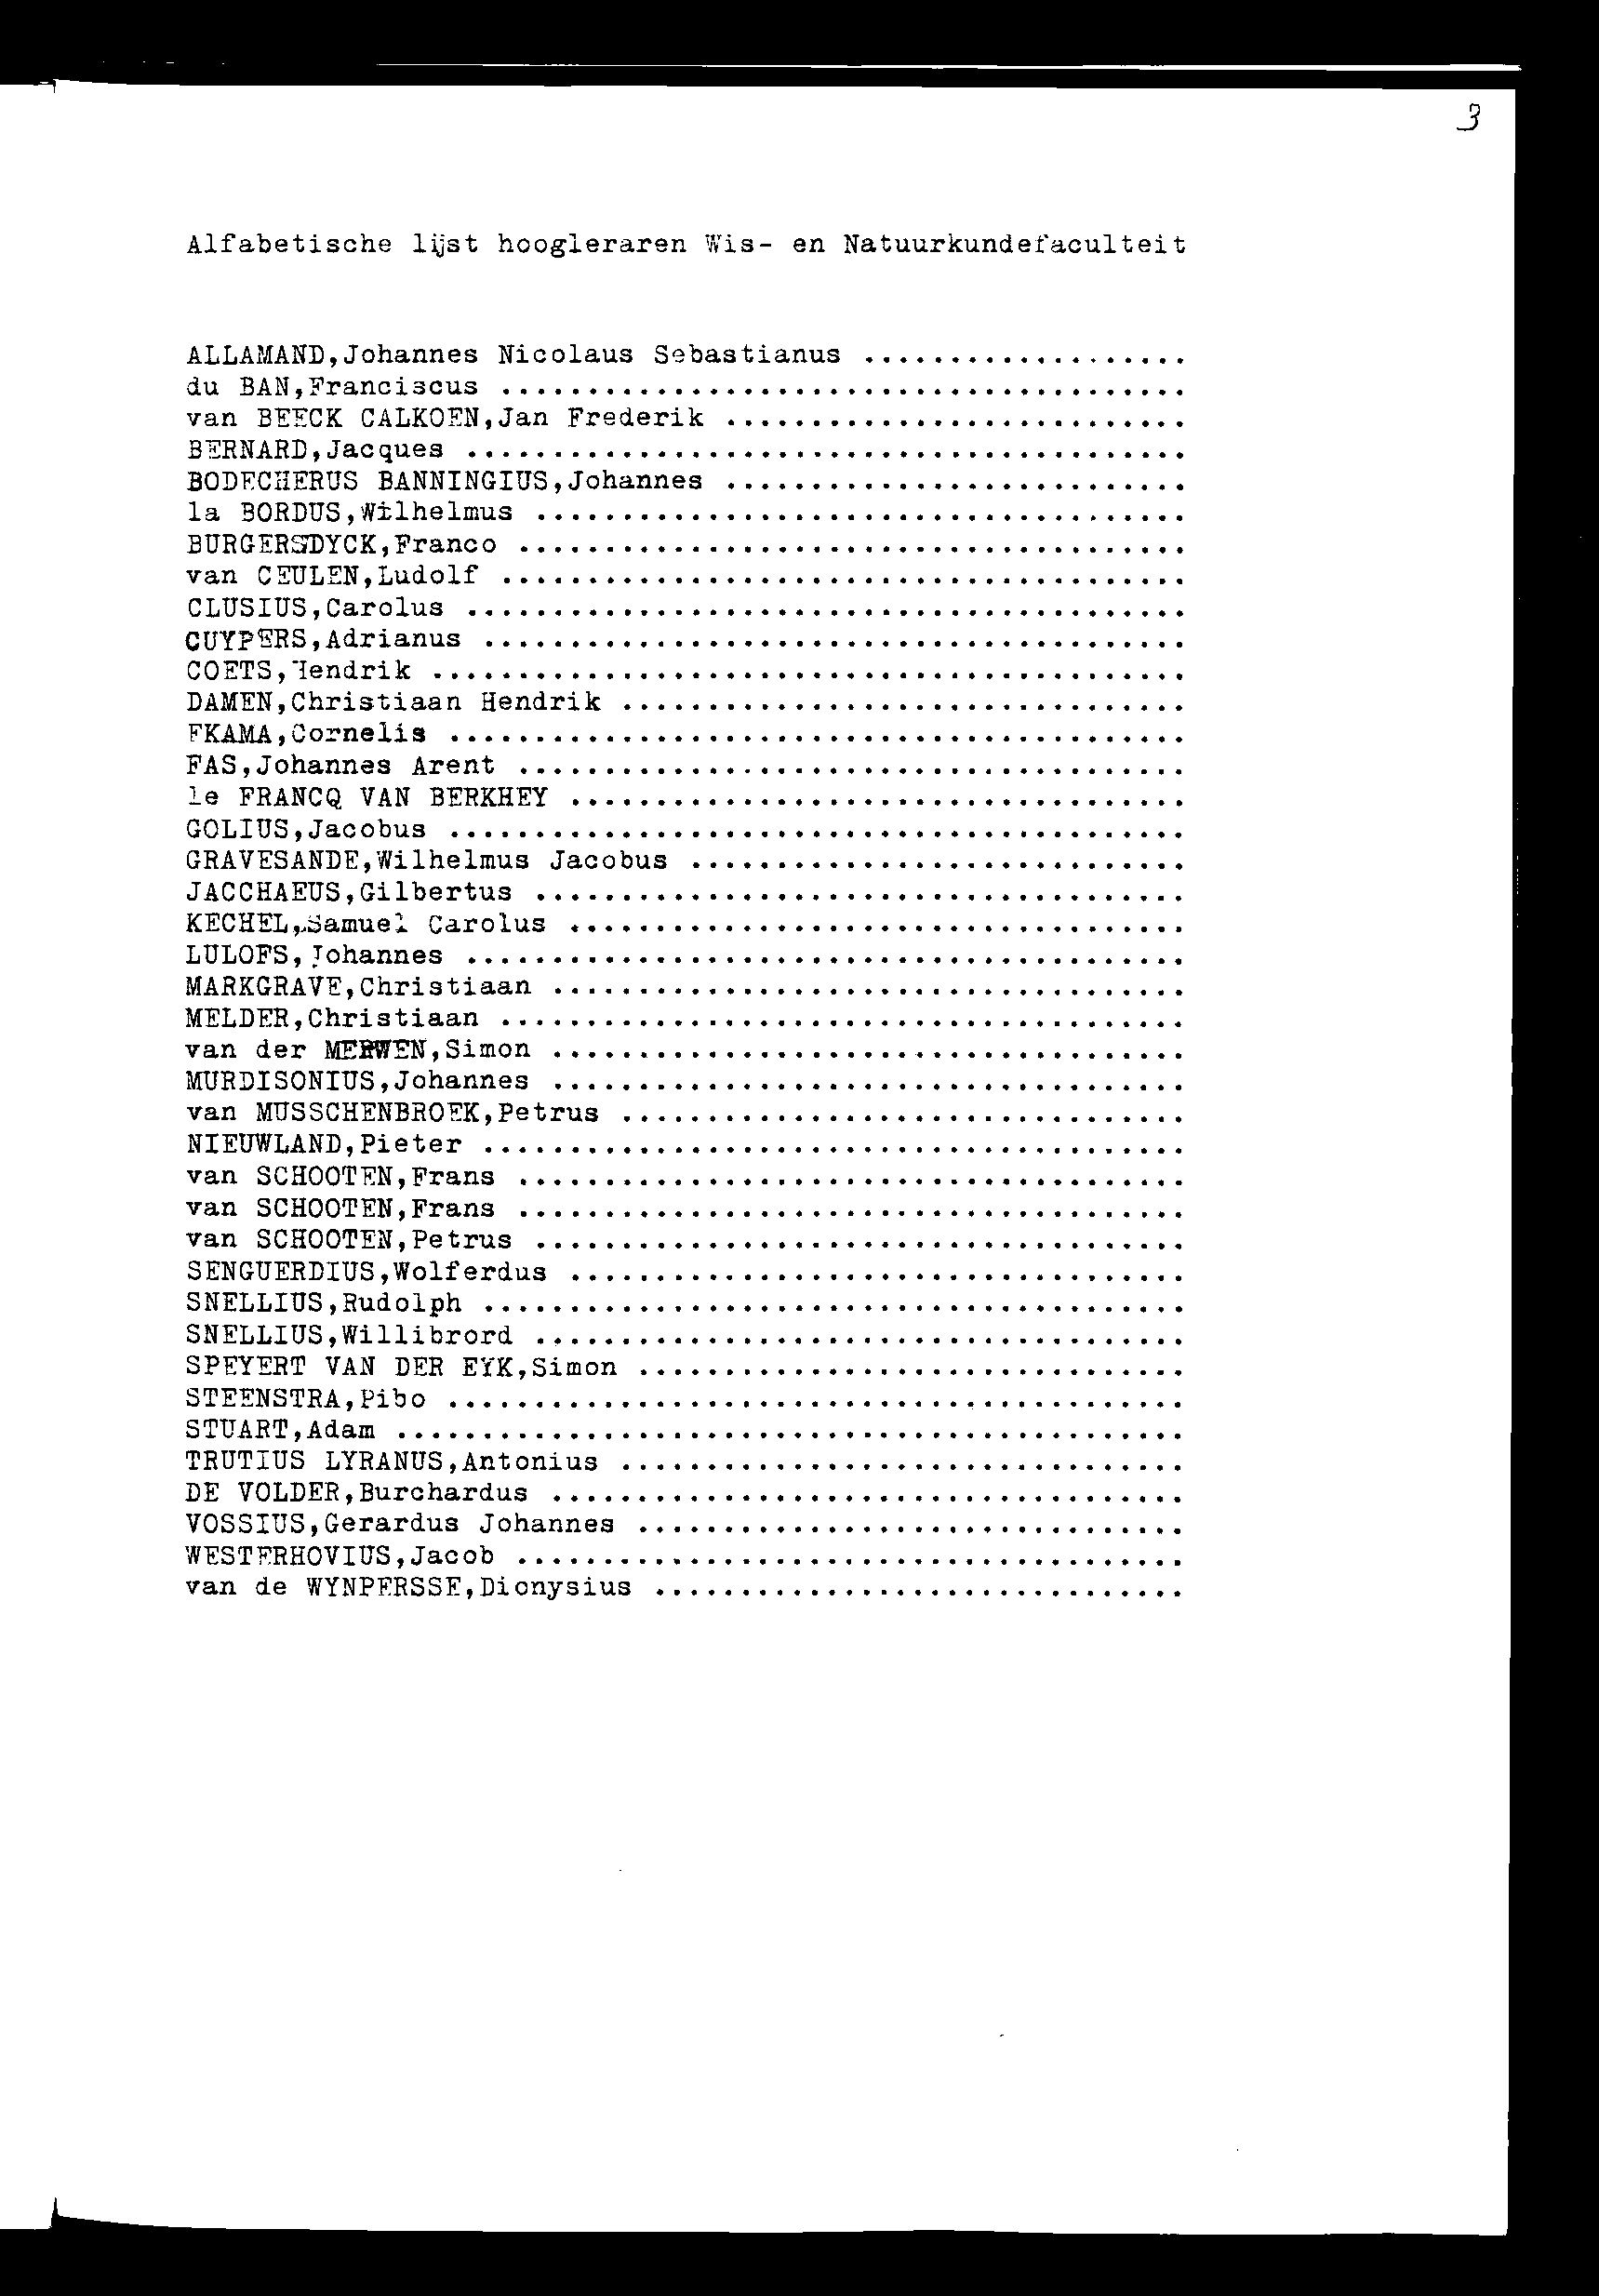 3
Alfabetische lijst hoogleraren Wis- en Natuurkundefaculteit
ALLAMAND,Johannes Nicolaus Sebastianus ...................
du BAN,Franciscus ........................................
van BEECK CALKOEN,Jan Frederik ...........................
BERNARD,Jacques ..........................................
BODECHERUS BANNINGIUS,Johannes ...........................
la BORDUS,Wilhelmus ......................................
BURGERSDYCK,Franco .......................................
van CEULEN,Ludolf ........................................
CLUSIUS,Carolus ..........................................
CUYPERS,Adrianus .........................................
COETS,Hendrik ............................................
DAMEN,Christiaan Hendrik .................................
EKAMA,Cornelis ...........................................
FAS,Johannes Arent .......................................
le FRANCQ VAN BERKHEY ....................................
GOLIUS,Jacobus ...........................................
GRAVESANDE,Wilhelmus Jacobus .............................
JACCHAEUS,Gilbertus ......................................
KECHEL,Samuel Carolus ....................................
LULOFS,Johannes ..........................................
MARKGRAVE,Christiaan .....................................
MELDER,Christiaan ........................................
van der MERWEN,Simon .....................................
MURDISONIUS,Johannes .....................................
van MUSSCHENBROEK,Petrus .................................
NIEUWLAND,Pieter .........................................
van SCHOOTEN,Frans .......................................
van SCHOOTEN,Frans .......................................
van SCHOOTEN,Petrus ......................................
SENGUERDIUS,Wolferdus ....................................
SNELLIUS,Rudolph .........................................
SNELLIUS,Willibrord ......................................
SPEYERT VAN DER EYK,Simon ................................
STEENSTRA,Pibo ...........................................
STUART,Adam ..............................................
TRUTIUS LYRANUS,Antonius .................................
DE VOLDER,Burchardus .....................................
VOSSIUS,Gerardus Johannes ................................
WESTERHOVIUS,Jacob .......................................
van de WYNPERSSE,Dionysius ...............................